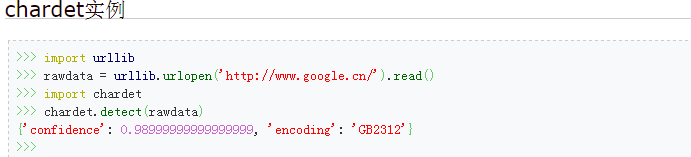 chardet实例
>>> import urllib
>>> rawdata = urllib.urlopen('http://www.google.cn/').read()
>>> import chardet
>>> chardet.detect(rawdata)
{'confidence': 0.98999999999999999, 'encoding': 'GB2312'}
>>>